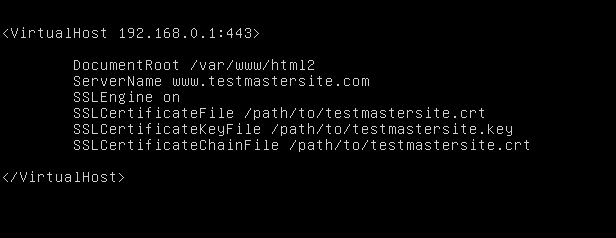 <VirtualHost 192.168.0.1:443>
DocumentRoot /var/www/html2
ServerName www.testmastersite.com
SSLEngine on
SSLCertificateFile /path/to/testmastersite.crt
SSLCertificateKeyFile /path/to/testmastersite.key
SSLCertificateChainFile /path/to/testmastersite.crt
</VirtualHost>